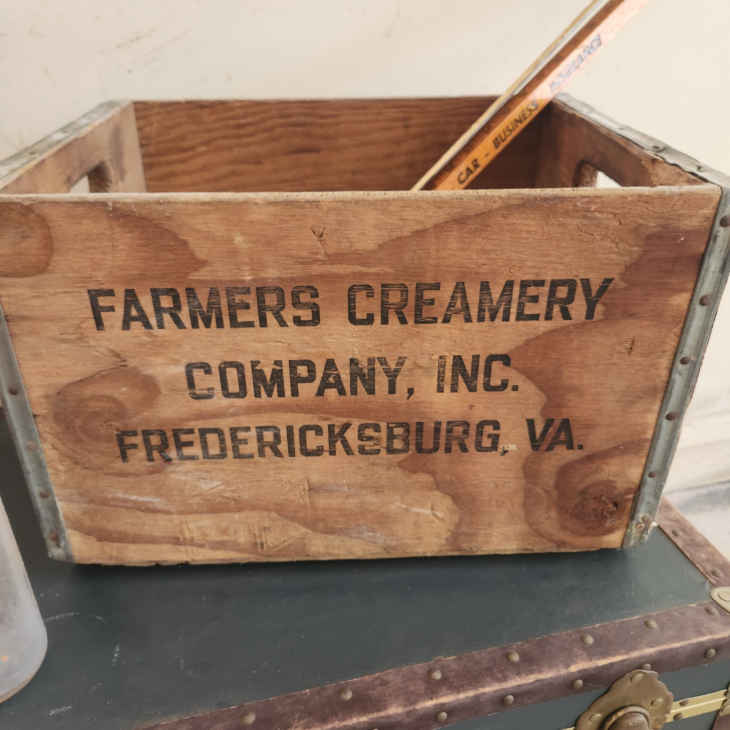 CAR - BUSINESS
FARMERS CREAMERY
COMPANY, INC.
FREDERICKSBURG, VA.